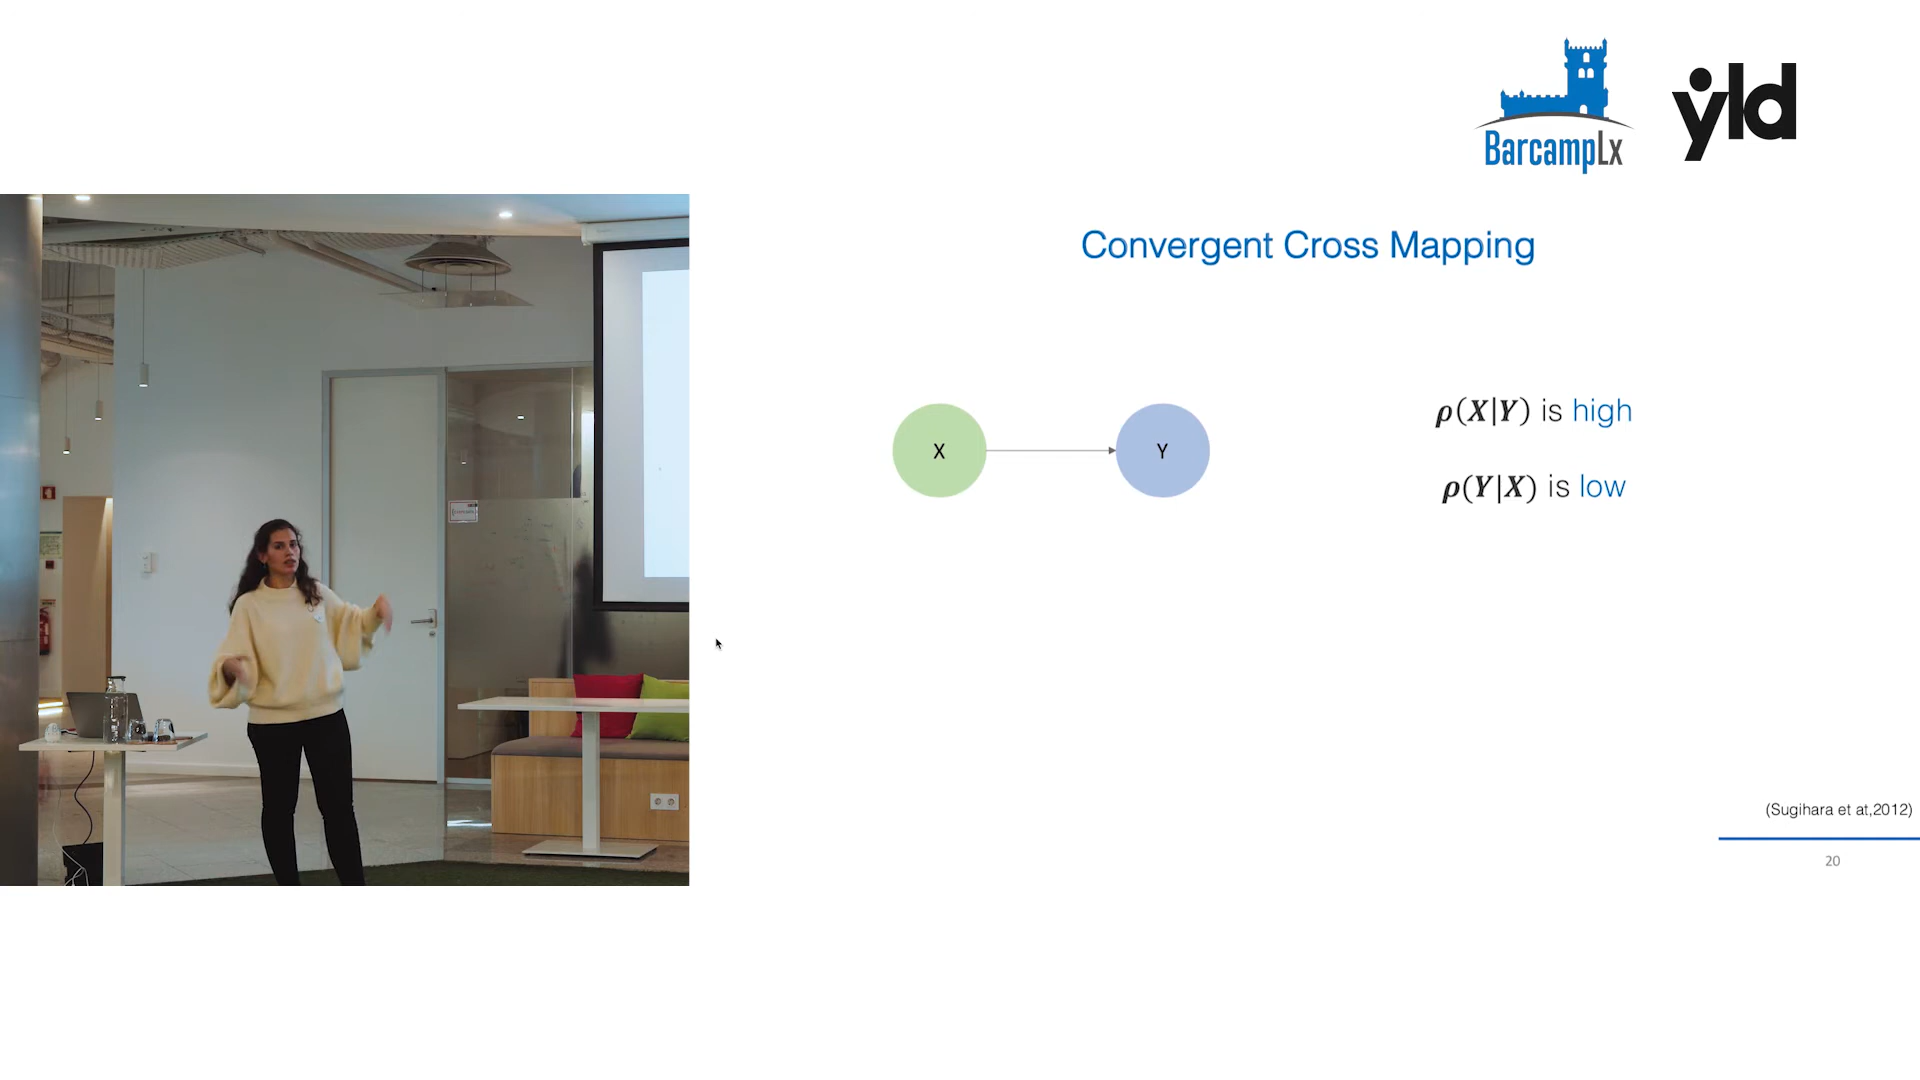 BarcampLx
yld
Convergent Cross Mapping
X
Y
ρ(X|Y) is high
ρ(Y|X) is low
(Sugihara et at,2012)
20